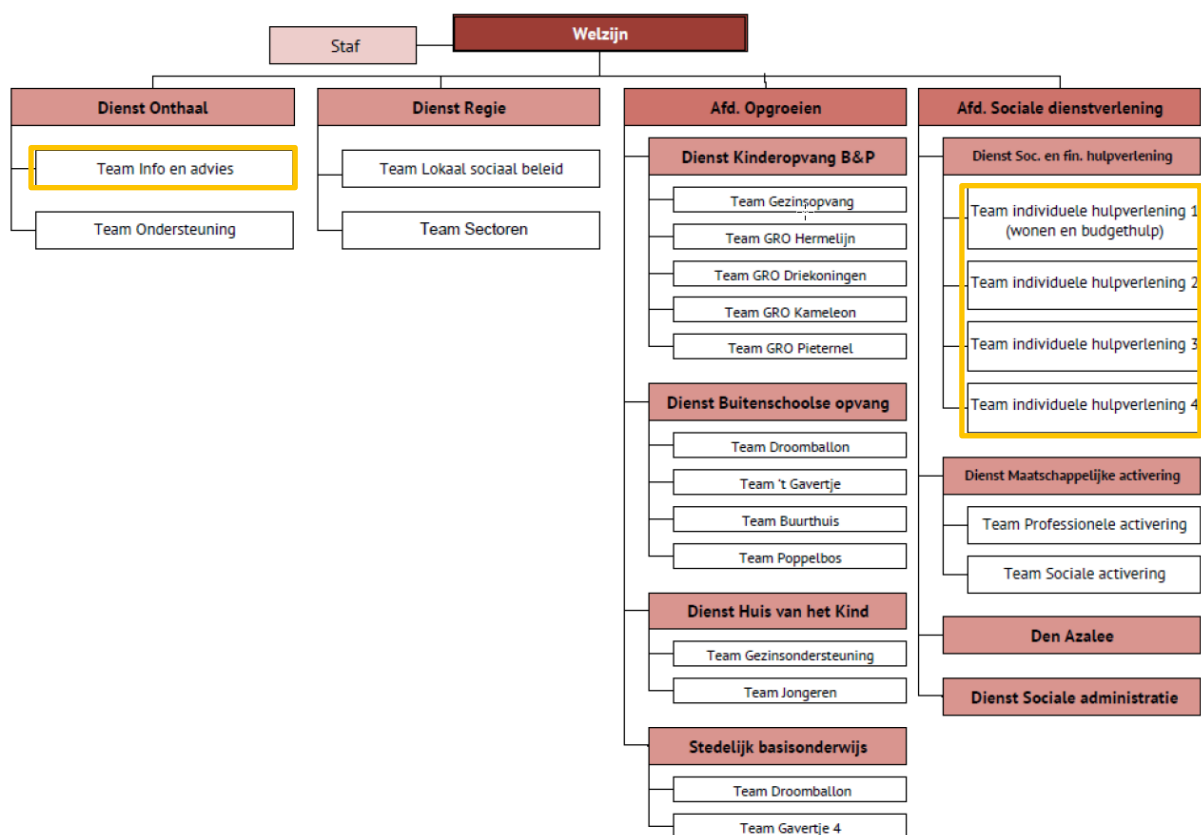 Welzijn
Staf
Dienst Onthaal
Team Info en advies
Team Ondersteuning
Dienst Regie
Team Lokaal sociaal beleid
Team Sectoren
Afd. Opgroeien
Dienst Kinderopvang B&P
Team Gezinsopvang
Team GRO Hermelijn
Team GRO Driekoningen
Team GRO Kameleon
Team GRO Pieternel
Dienst Buitenschoolse opvang
Team Droomballon
Team 't Gavertje
Team Buurthuis
Team Poppelbos
Dienst Huis van het Kind
Team Gezinsondersteuning
Team Jongeren
Stedelijk basisonderwijs
Team Droomballon
Team Gavertje 4
Afd. Sociale dienstverlening
Dienst Soc. en fin. hulpverlening
Team individuele hulpverlening 1
(wonen en budgethulp)
Team individuele hulpverlening 2
Team individuele hulpverlening 3
Team individuele hulpverlening 4
Dienst Maatschappelijke activering
Team Professionele activering
Team Sociale activering
Den Azalee
Dienst Sociale administratie